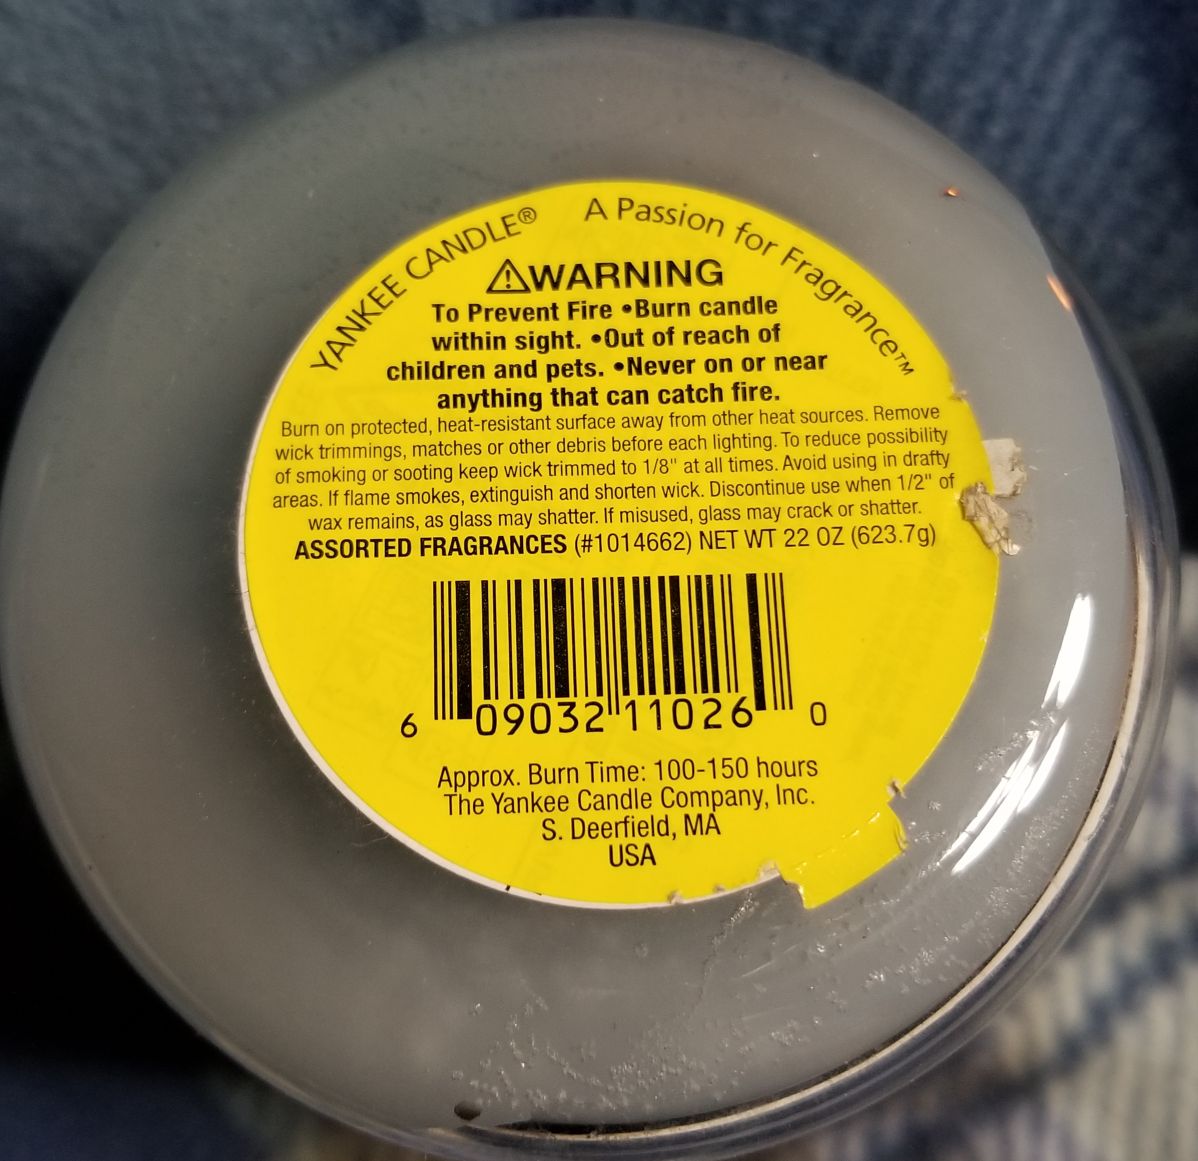 YANKEE CANDLE® A Passion for Fragrance™
⚠WARNING
To Prevent Fire •Burn candle
within sight. •Out of reach of
children and pets. •Never on or near
anything that can catch fire.
Burn on protected, heat-resistant surface away from other heat sources. Remove
wick trimmings, matches or other debris before each lighting. To reduce possibility
of smoking or sooting keep wick trimmed to 1/8" at all times. Avoid using in drafty
areas. If flame smokes, extinguish and shorten wick. Discontinue use when 1/2" of
wax remains, as glass may shatter. If misused, glass may crack or shatter.
ASSORTED FRAGRANCES (#1014662) NET WT 22 OZ (623.7g)
6 09032 11026 0
Approx. Burn Time: 100-150 hours
The Yankee Candle Company, Inc.
S. Deerfield, MA
USA